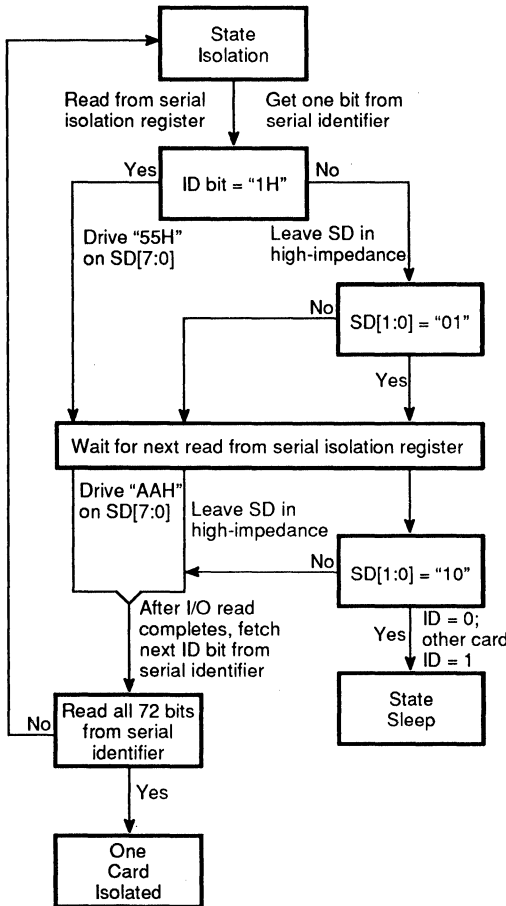 State
Isolation
Read from serial
isolation register
Get one bit from
serial identifier
Yes
ID bit = “1H”
No
Drive “55H”
on SD[7:0]
Leave SD in
high-impedance
No
SD[1:0] = “01”
Yes
Wait for next read from serial isolation register
Drive “AAH”
on SD[7:0]
Leave SD in
high-impedance
No
SD[1:0] = “10”
After I/O read
completes, fetch
next ID bit from
serial identifier
Yes
ID = 0;
other card
ID = 1
State
Sleep
No
Read all 72 bits
from serial
identifier
Yes
One
Card
Isolated